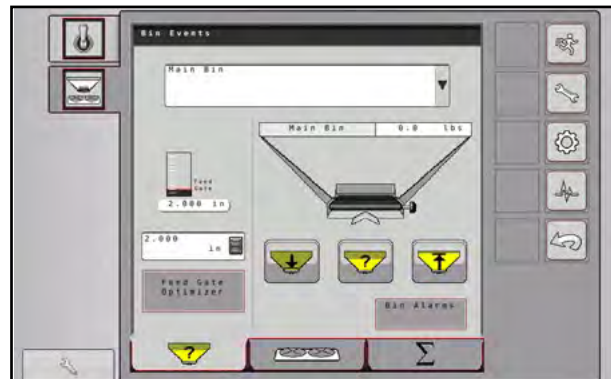 Bin Events
Main Bin
Main Bin 0.0 lbs
Feed
Gate
2.000 in
2.000
in
?
Feed Gate
Optimizer
Bin Alarms
?
Σ